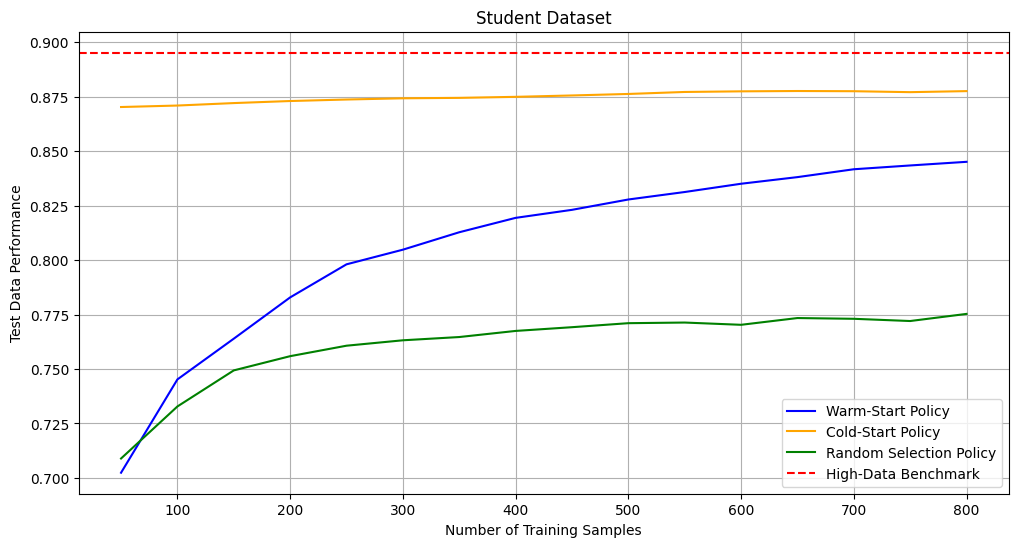 Student Dataset
Test Data Performance
0.900
0.875
0.850
0.825
0.800
0.775
0.750
0.725
0.700
100 200 300 400 500 600 700 800
Number of Training Samples
Warm-Start Policy
Cold-Start Policy
Random Selection Policy
High-Data Benchmark